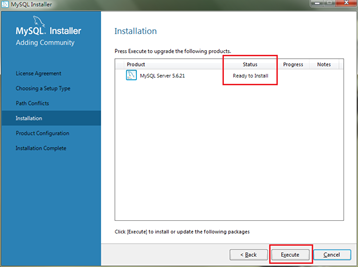 MySQL Installer
MySQL. Installer
Adding Community
License Agreement
Choosing a Setup Type
Path Conflicts
Installation
Product Configuration
Installation Complete
Installation
Press Execute to upgrade the following products.
Product Status Progress Notes
MySQL Server 5.6.21 Ready to Install
Click [Execute] to install or update the following packages
< Back Execute Cancel